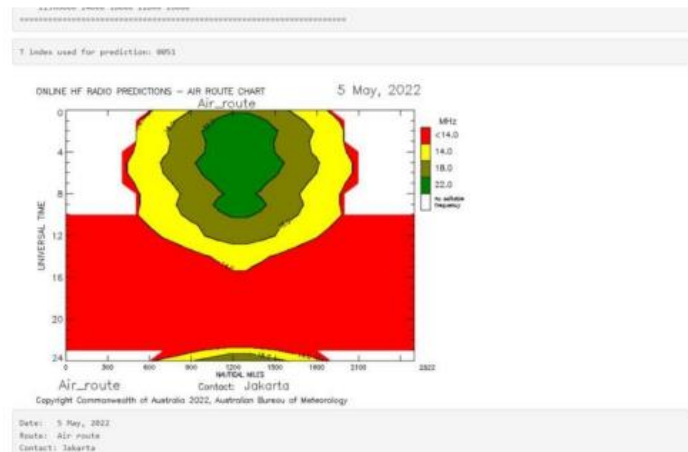 T index used for prediction: 0051
ONLINE HF RADIO PREDICTIONS - AIR ROUTE CHART
5 May, 2022
Air_route
MHz
<14.0
14.0
18.0
22.0
No suitable
frequency
UNIVERSAL TIME
0
4
8
12
16
20
24
0 300 600 900 1200 1500 1800 2100 2522
NAUTICAL MILES
Air_route
Contact: Jakarta
Copyright Commonwealth of Australia 2022, Australian Bureau of Meteorology
Date: 5 May, 2022
Route: Air route
Contact: Jakarta